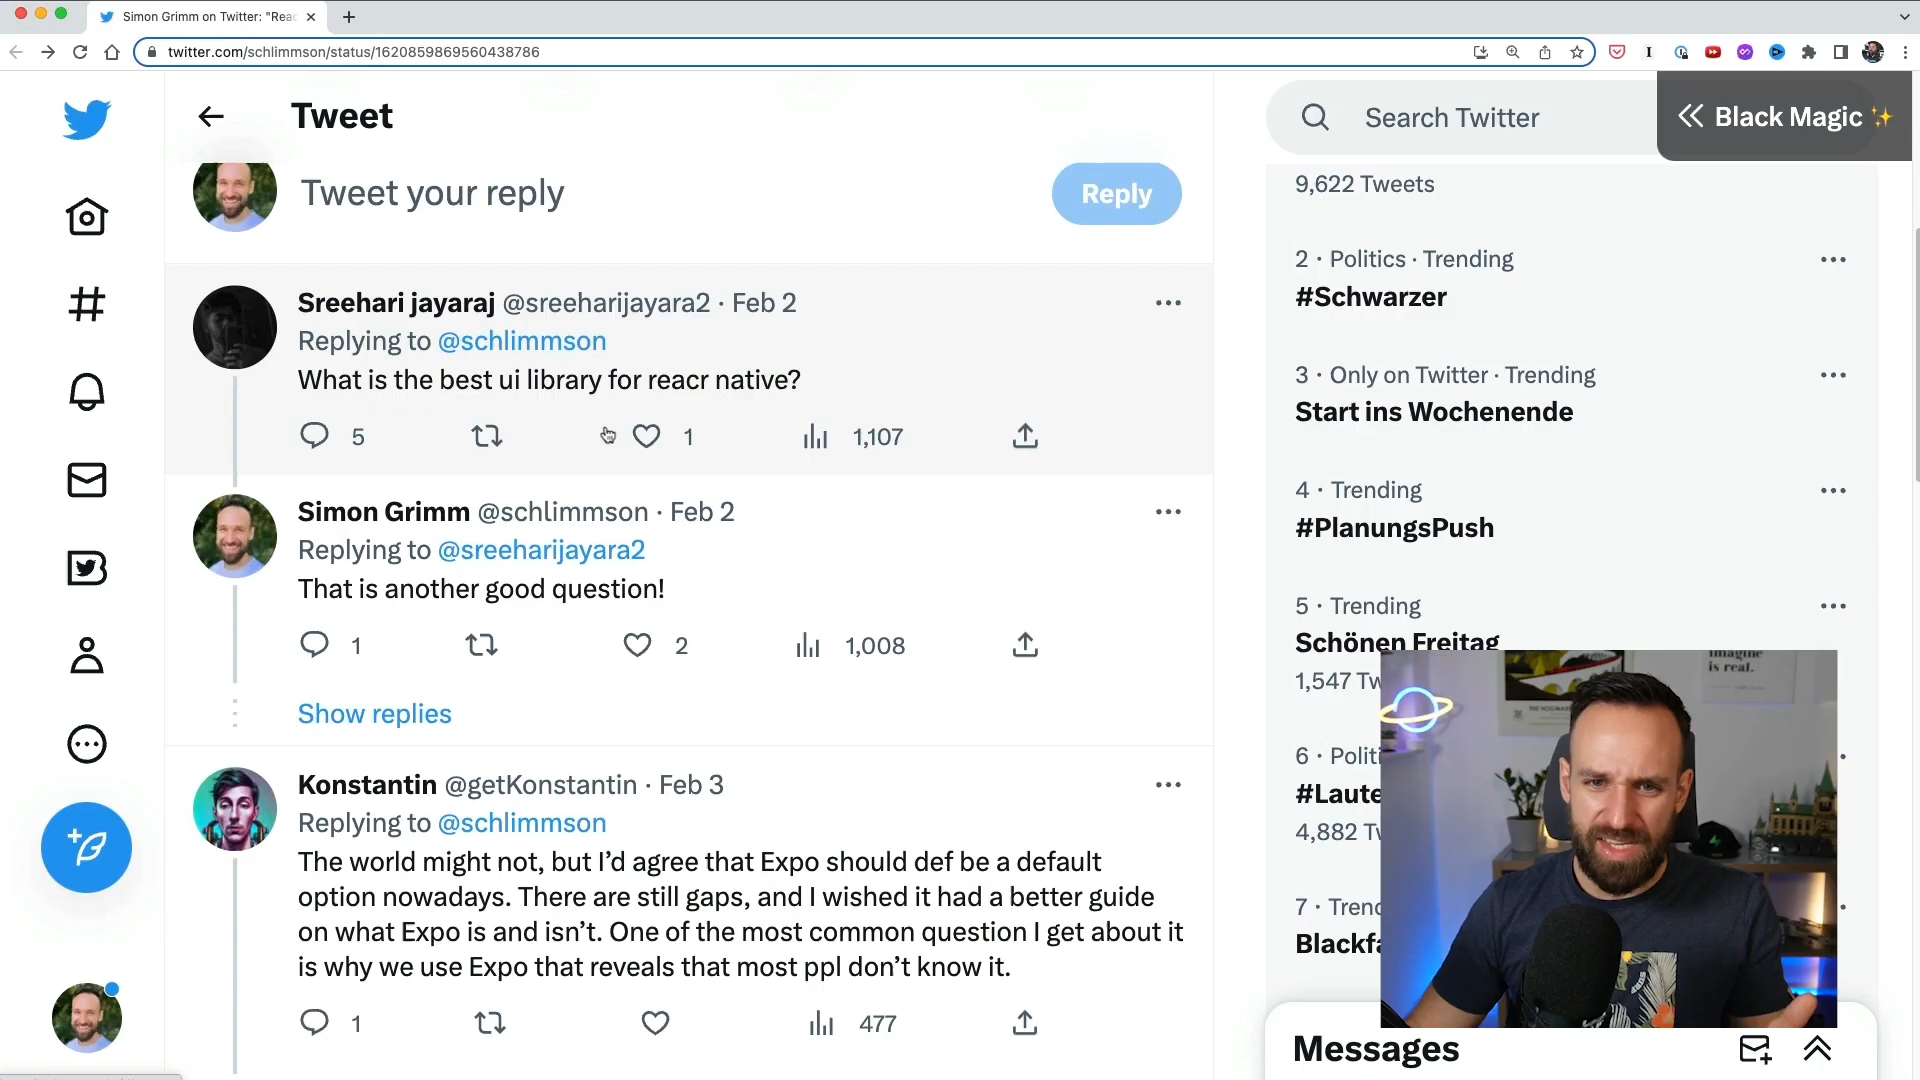 Simon Grimm on Twitter: "Reac
twitter.com/schlimmson/status/1620859869560438786
Tweet
Search Twitter
Black Magic ✨
Tweet your reply
Reply
Sreehari jayaraj @sreeharijayara2 · Feb 2
Replying to @schlimmson
What is the best ui library for reacr native?
5
1
1,107
Simon Grimm @schlimmson · Feb 2
Replying to @sreeharijayara2
That is another good question!
1
2
1,008
Show replies
Konstantin @getKonstantin · Feb 3
Replying to @schlimmson
The world might not, but I’d agree that Expo should def be a default
option nowadays. There are still gaps, and I wished it had a better guide
on what Expo is and isn’t. One of the most common question I get about it
is why we use Expo that reveals that most ppl don’t know it.
1
477
9,622 Tweets
2 · Politics · Trending
#Schwarzer
3 · Only on Twitter · Trending
Start ins Wochenende
4 · Trending
#PlanungsPush
5 · Trending
Schönen Freitag
1,547 Tw
6 · Politi
#Laute
4,882 Tw
7 · Trend
Blackfa
imagine
is real.
Messages